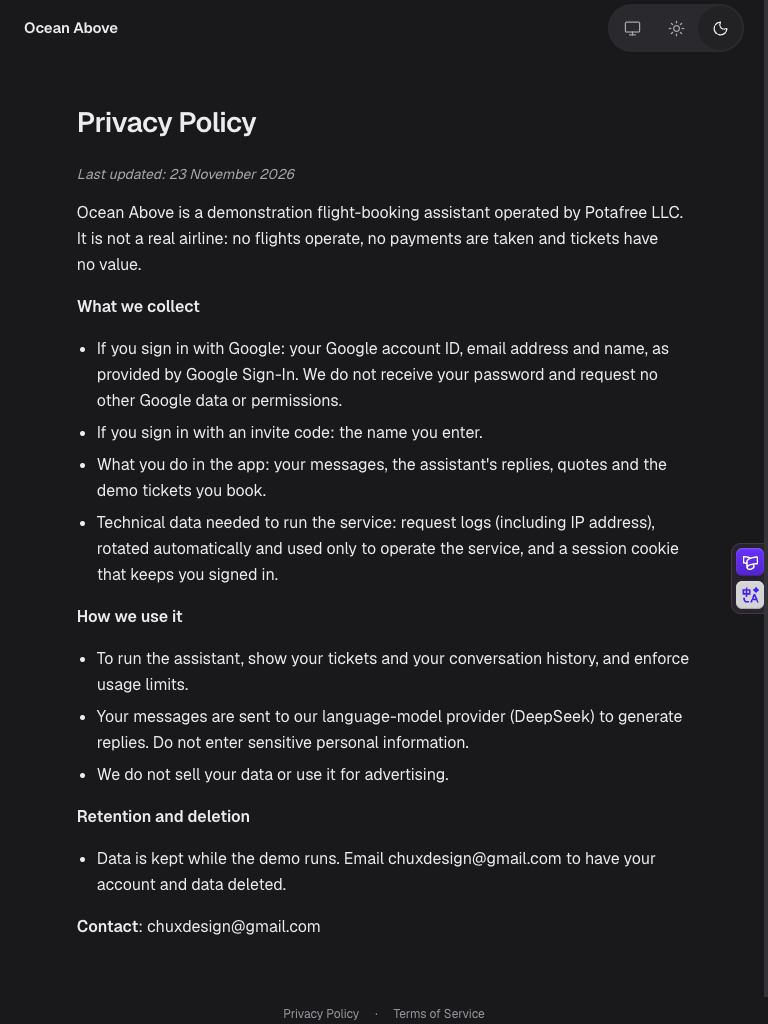 Ocean Above
Privacy Policy
Last updated: 23 November 2026
Ocean Above is a demonstration flight-booking assistant operated by Potafree LLC.
It is not a real airline: no flights operate, no payments are taken and tickets have
no value.
What we collect
• If you sign in with Google: your Google account ID, email address and name, as
provided by Google Sign-In. We do not receive your password and request no
other Google data or permissions.
• If you sign in with an invite code: the name you enter.
• What you do in the app: your messages, the assistant's replies, quotes and the
demo tickets you book.
• Technical data needed to run the service: request logs (including IP address),
rotated automatically and used only to operate the service, and a session cookie
that keeps you signed in.
How we use it
• To run the assistant, show your tickets and your conversation history, and enforce
usage limits.
• Your messages are sent to our language-model provider (DeepSeek) to generate
replies. Do not enter sensitive personal information.
• We do not sell your data or use it for advertising.
Retention and deletion
• Data is kept while the demo runs. Email chuxdesign@gmail.com to have your
account and data deleted.
Contact: chuxdesign@gmail.com
中A
Privacy Policy · Terms of Service